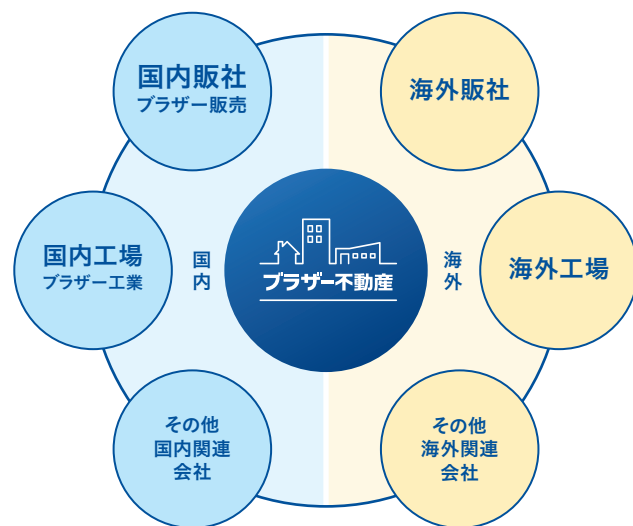 国内販社
ブラザー販売
海外販社
国内工場
ブラザー工業
国内
ブラザー不動産
海外
海外工場
その他
国内関連
会社
その他
海外関連
会社